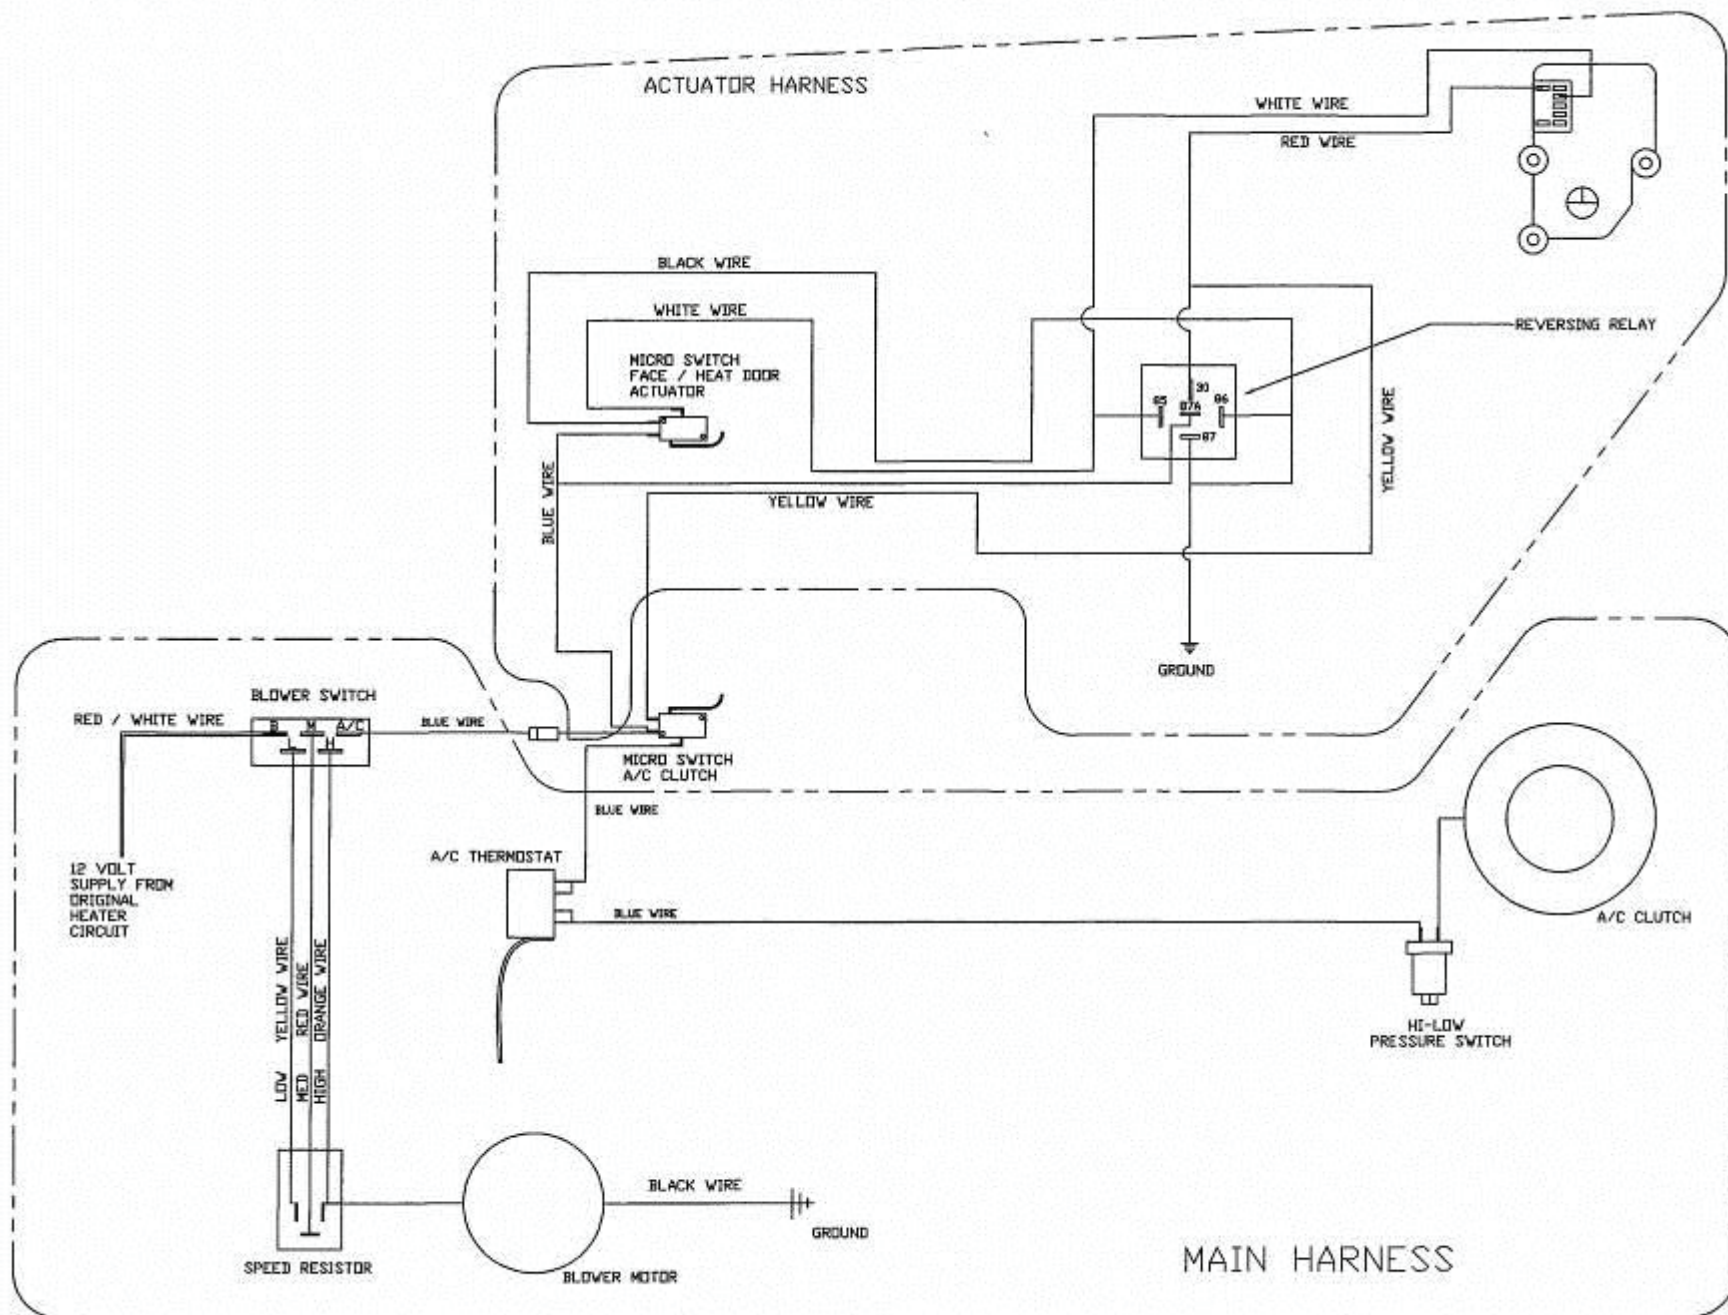 ACTUATOR HARNESS
WHITE WIRE
RED WIRE
BLACK WIRE
WHITE WIRE
MICRO SWITCH
FACE / HEAT DOOR
ACTUATOR
REVERSING RELAY
30
85
87A
86
87
YELLOW WIRE
BLUE WIRE
YELLOW WIRE
GROUND
BLOWER SWITCH
RED / WHITE WIRE
B
M
A/C
L
H
BLUE WIRE
MICRO SWITCH
A/C CLUTCH
BLUE WIRE
A/C THERMOSTAT
12 VOLT
SUPPLY FROM
ORIGINAL
HEATER
CIRCUIT
BLUE WIRE
A/C CLUTCH
LOW YELLOW WIRE
MED RED WIRE
HIGH ORANGE WIRE
HI-LOW
PRESSURE SWITCH
BLACK WIRE
GROUND
SPEED RESISTOR
BLOWER MOTOR
MAIN HARNESS